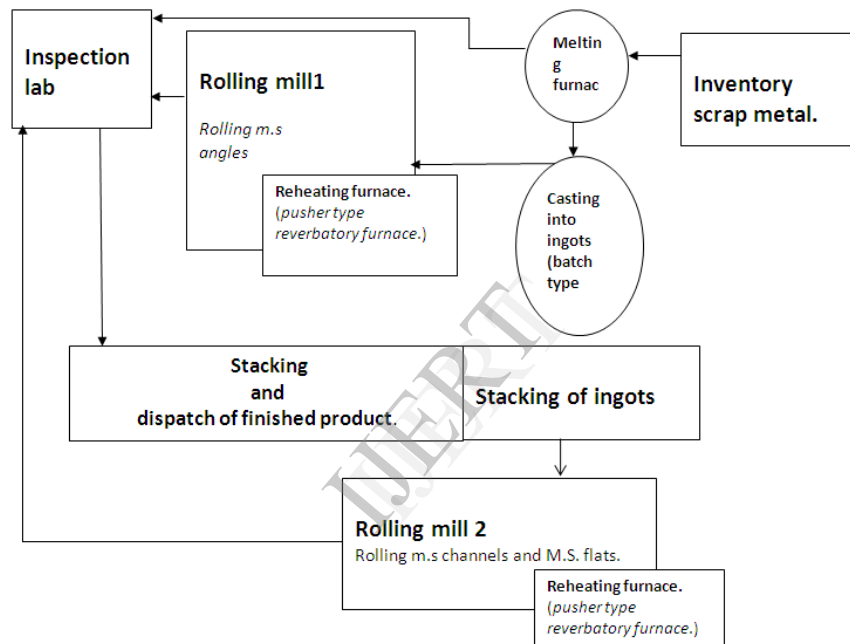 Inspection
lab
Rolling mill1
Rolling m.s
angles
Reheating furnace.
(pusher type
reverbatory furnace.)
Meltin
g
furnac
Inventory
scrap metal.
Casting
into
ingots
(batch
type
Stacking
and
dispatch of finished product.
Stacking of ingots
IJERT
Rolling mill 2
Rolling m.s channels and M.S. flats.
Reheating furnace.
(pusher type
reverbatory furnace.)